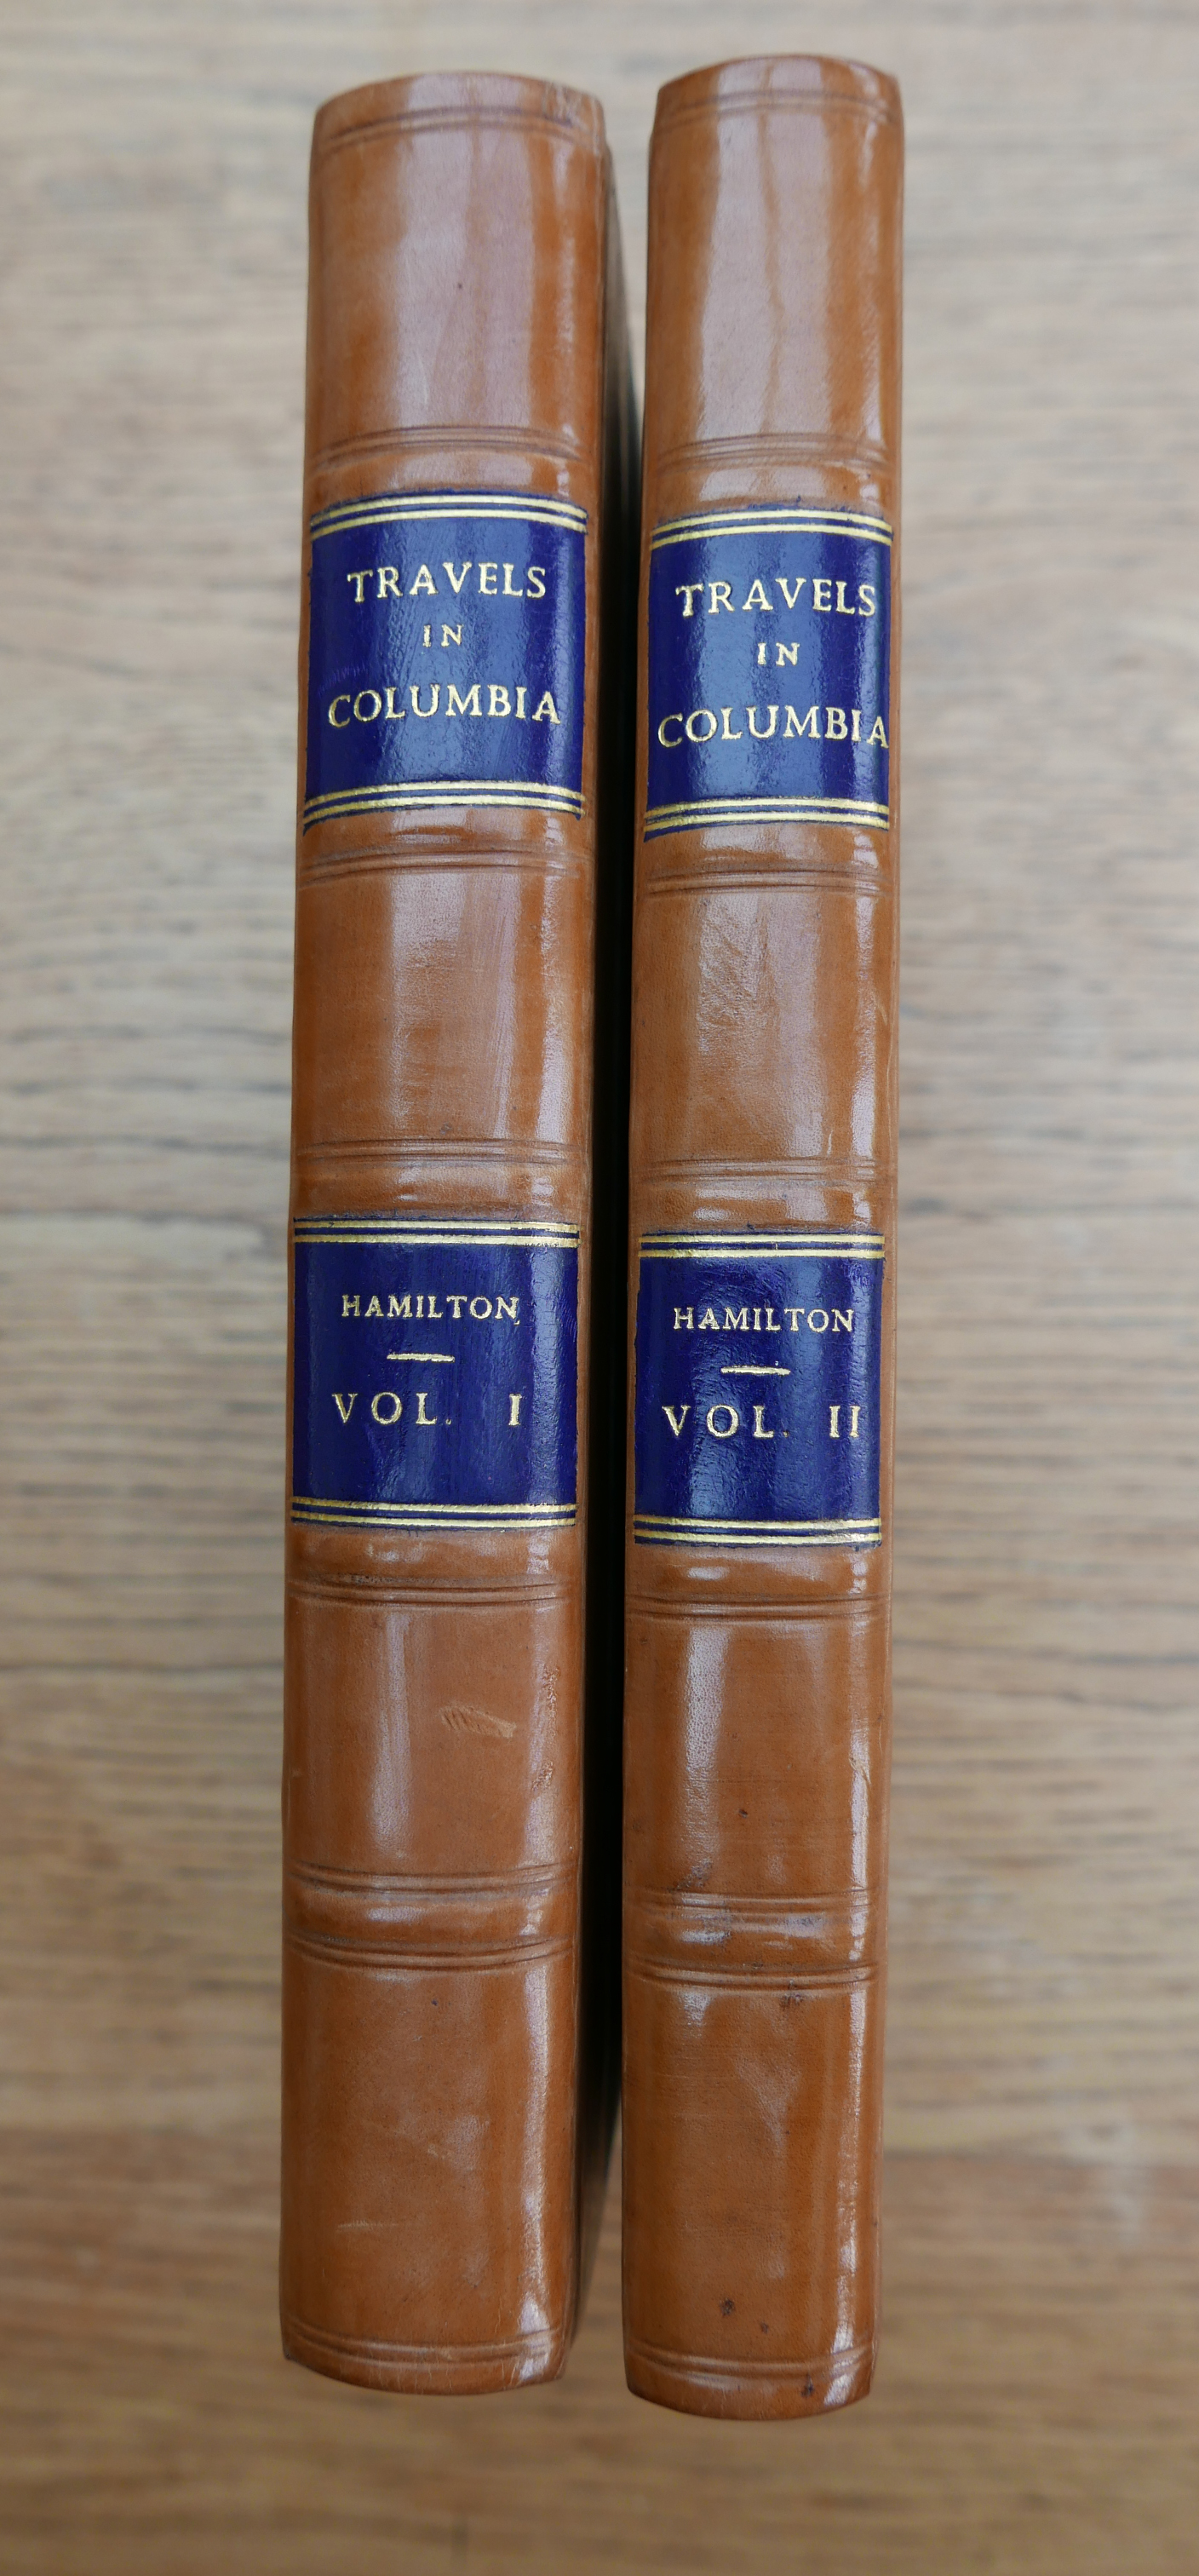 TRAVELS
IN
COLUMBIA
HAMILTON
VOL. I
TRAVELS
IN
COLUMBIA
HAMILTON
VOL. II